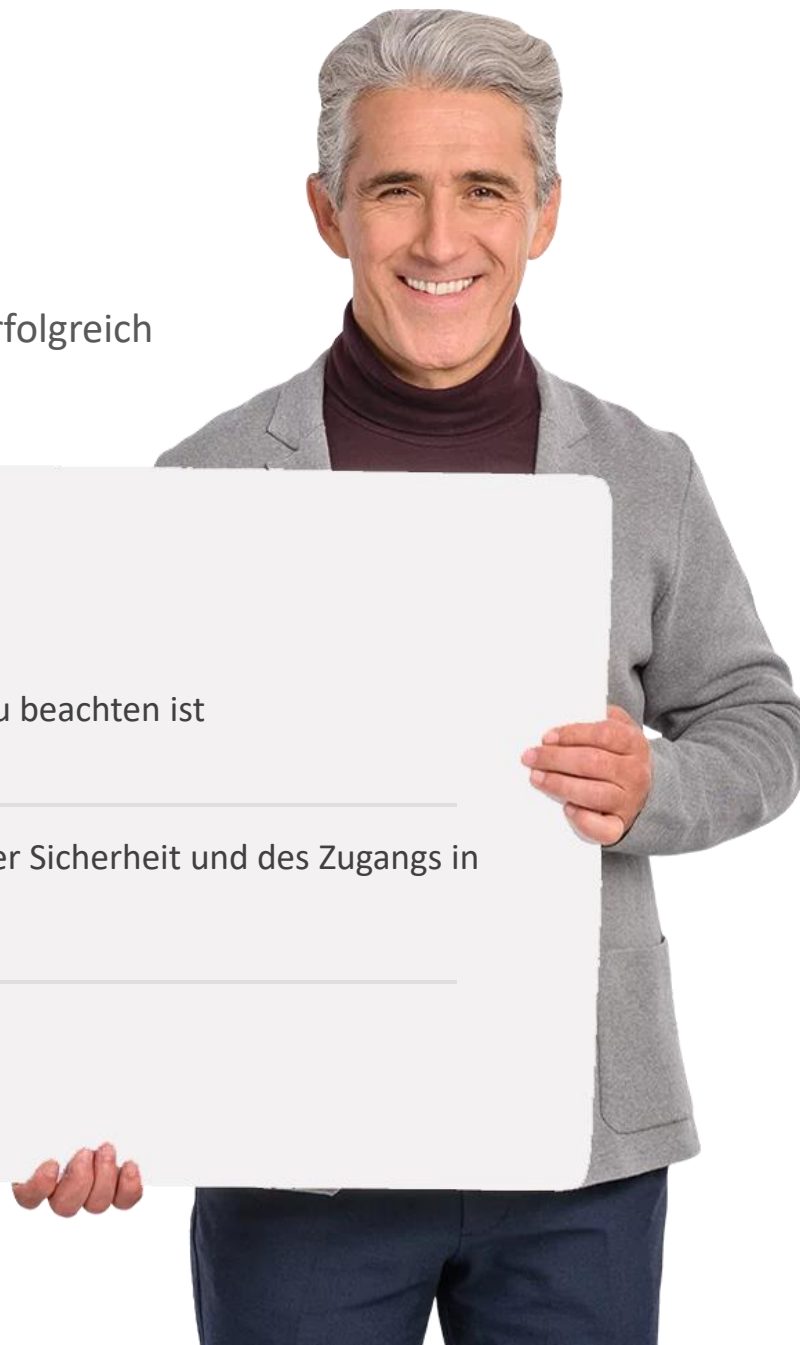 rfolgreich
u beachten ist
er Sicherheit und des Zugangs in